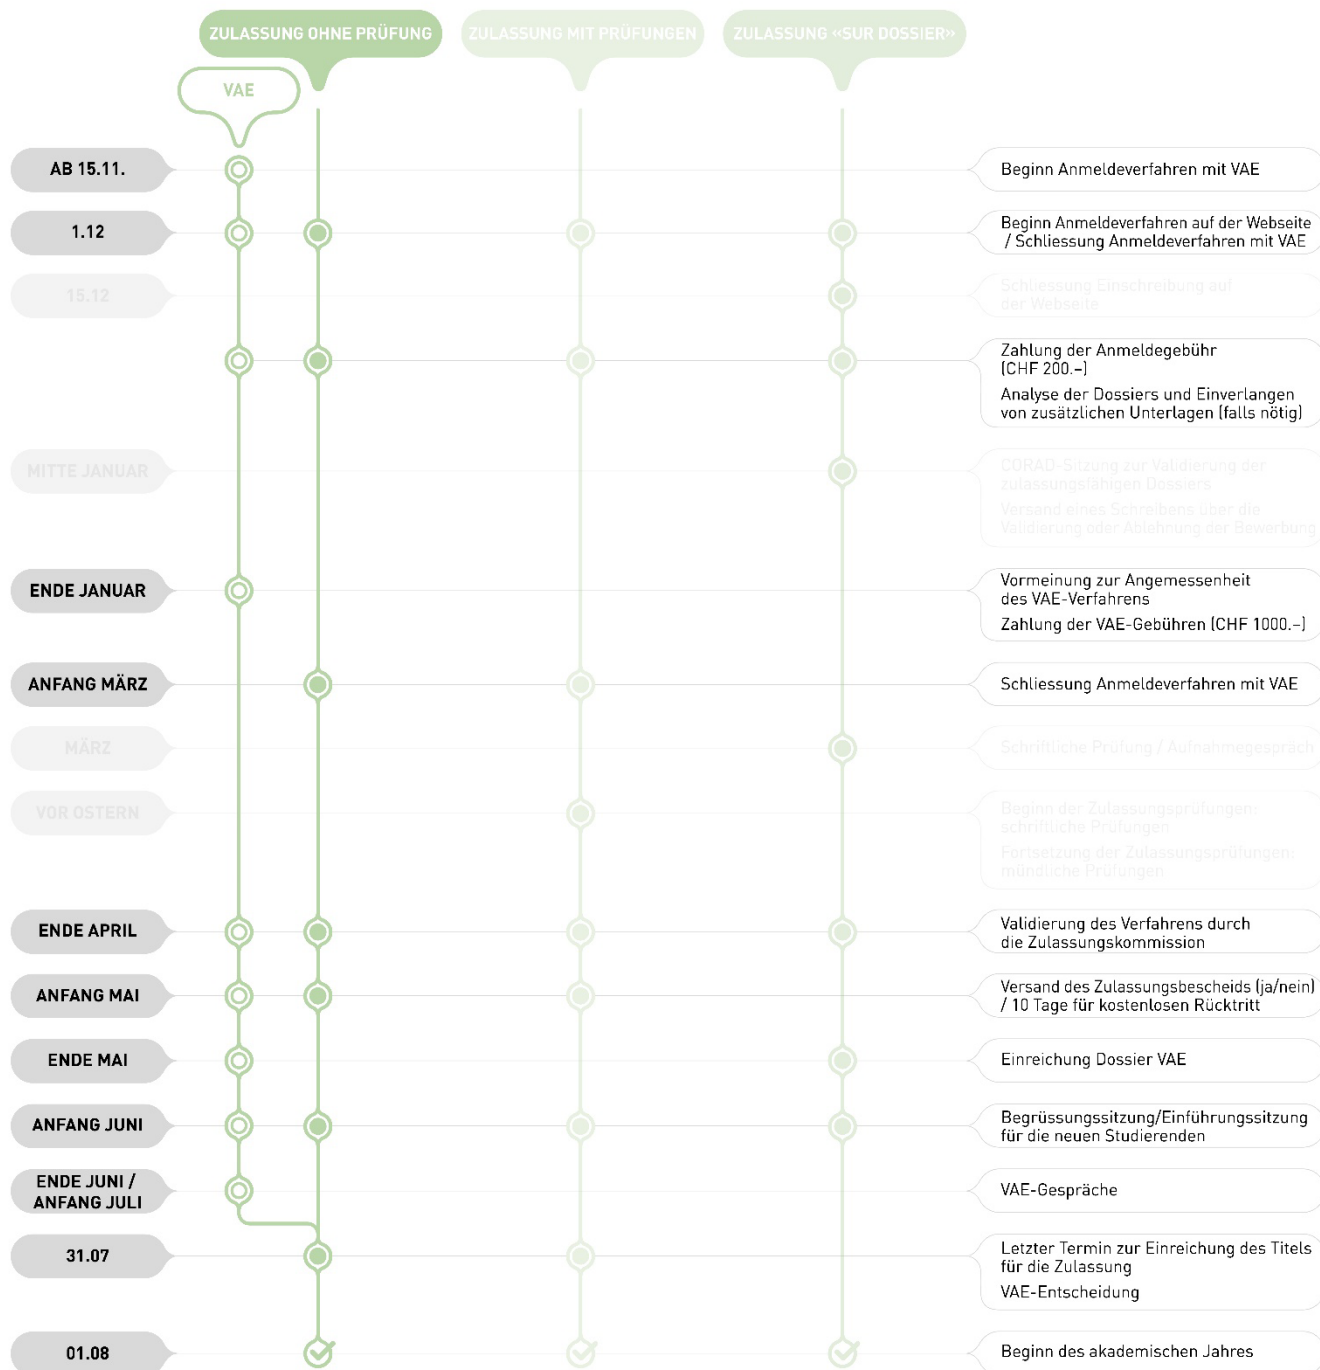 ZULASSUNG OHNE PRÜFUNG
ZULASSUNG MIT PRÜFUNGEN
ZULASSUNG «SUR DOSSIER»
VAE
AB 15.11.
Beginn Anmeldeverfahren mit VAE
1.12
Beginn Anmeldeverfahren auf der Webseite
/ Schliessung Anmeldeverfahren mit VAE
15.12
Schliessung Einschreibung auf
der Webseite
Zahlung der Anmeldegebühr
(CHF 200.–)
Analyse der Dossiers und Einverlangen
von zusätzlichen Unterlagen (falls nötig)
MITTE JANUAR
CORAD-Sitzung zur Validierung der
zulassungsfähigen Dossiers
Versand eines Schreibens über die
Validierung oder Ablehnung der Bewerbung
ENDE JANUAR
Vormeinung zur Angemessenheit
des VAE-Verfahrens
Zahlung der VAE-Gebühren (CHF 1000.–)
ANFANG MÄRZ
Schliessung Anmeldeverfahren mit VAE
MÄRZ
Schriftliche Prüfung / Aufnahmegespräch
VOR OSTERN
Beginn der Zulassungsprüfungen:
schriftliche Prüfungen
Fortsetzung der Zulassungsprüfungen:
mündliche Prüfungen
ENDE APRIL
Validierung des Verfahrens durch
die Zulassungskommission
ANFANG MAI
Versand des Zulassungsbescheids (ja/nein)
/ 10 Tage für kostenlosen Rücktritt
ENDE MAI
Einreichung Dossier VAE
ANFANG JUNI
Begrüssungssitzung/Einführungssitzung
für die neuen Studierenden
ENDE JUNI /
ANFANG JULI
VAE-Gespräche
31.07
Letzter Termin zur Einreichung des Titels
für die Zulassung
VAE-Entscheidung
01.08
Beginn des akademischen Jahres